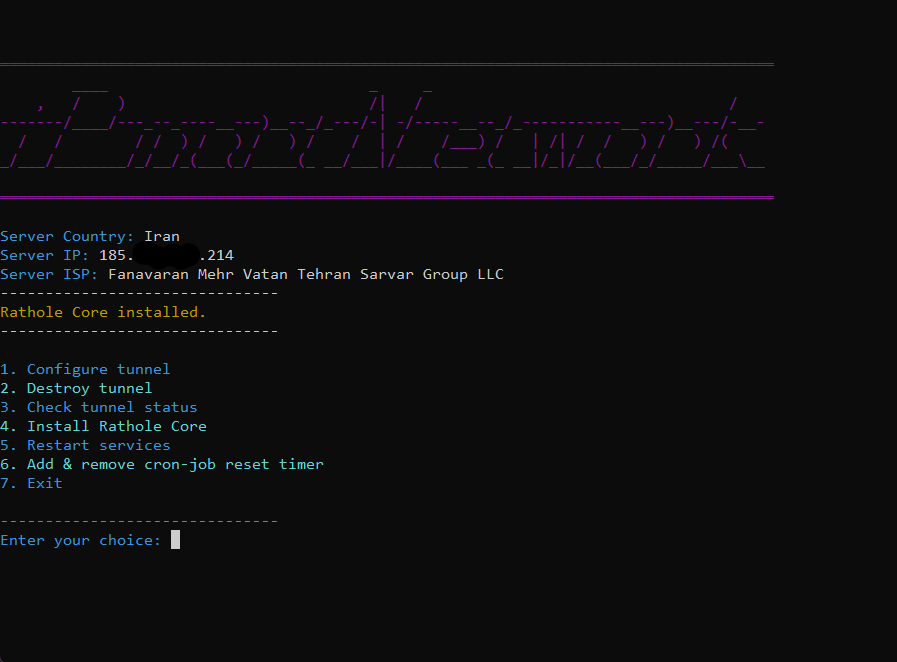 Server Country: Iran
Server IP: 185. .214
Server ISP: Fanavaran Mehr Vatan Tehran Sarvar Group LLC
-------------------------------
Rathole Core installed.
-------------------------------
1. Configure tunnel
2. Destroy tunnel
3. Check tunnel status
4. Install Rathole Core
5. Restart services
6. Add & remove cron-job reset timer
7. Exit
-------------------------------
Enter your choice: